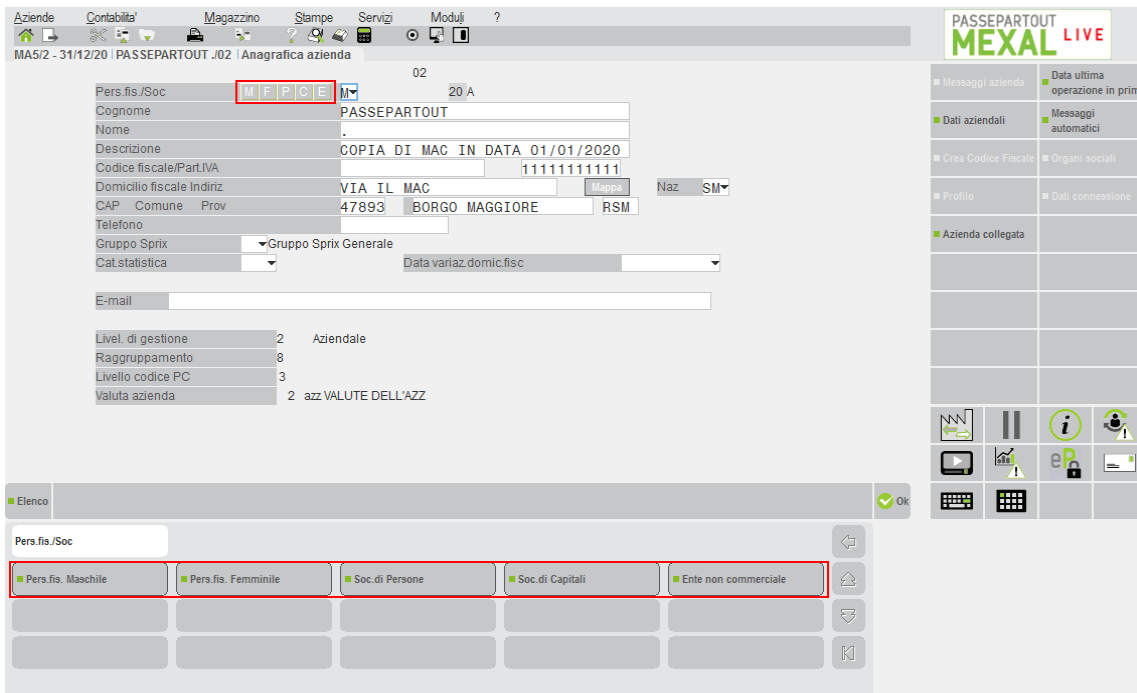 Aziende Contabilita' Magazzino Stampe Servizi Moduli ?
PASSEPARTOUT
MEXAL LIVE
MA5/2 - 31/12/20 PASSEPARTOUT ./02 Anagrafica azienda
02
Pers.fis./Soc M F P C E M 20 A
Cognome PASSEPARTOUT
Nome .
Descrizione COPIA DI MAC IN DATA 01/01/2020
Codice fiscale/Part.IVA 11111111111
Domicilio fiscale Indiriz VIA IL MAC Mappa Naz SM
CAP Comune Prov 47893 BORGO MAGGIORE RSM
Telefono
Gruppo Sprix Gruppo Sprix Generale
Cat.statistica Data variaz.domic.fisc
E-mail
Livel. di gestione 2 Aziendale
Raggruppamento 8
Livello codice PC 3
Valuta azienda 2 azz VALUTE DELL'AZZ
Messaggi azienda
Data ultima
operazione in prim
Dati aziendali
Messaggi
automatici
Crea Codice Fiscale Organi sociali
Profilo Dati connessione
Azienda collegata
i
eP
Elenco Ok
Pers.fis./Soc
Pers.fis. Maschile Pers.fis. Femminile Soc.di Persone Soc.di Capitali Ente non commerciale